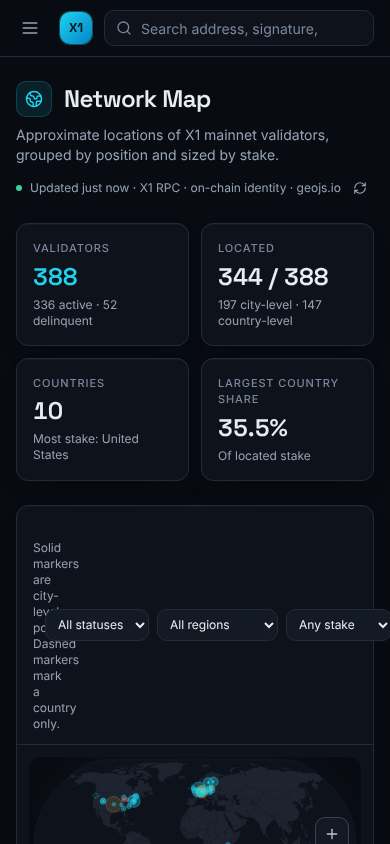 X1
Search address, signature,
Network Map
Approximate locations of X1 mainnet validators,
grouped by position and sized by stake.
Updated just now · X1 RPC · on-chain identity · geojs.io
VALIDATORS
388
336 active · 52
delinquent
LOCATED
344 / 388
197 city-level · 147
country-level
COUNTRIES
10
Most stake: United
States
LARGEST COUNTRY
SHARE
35.5%
Of located stake
Solid
markers
are
city-
All statuses
All regions
Any stake
Dashed
markers
mark
a
country
only.
+